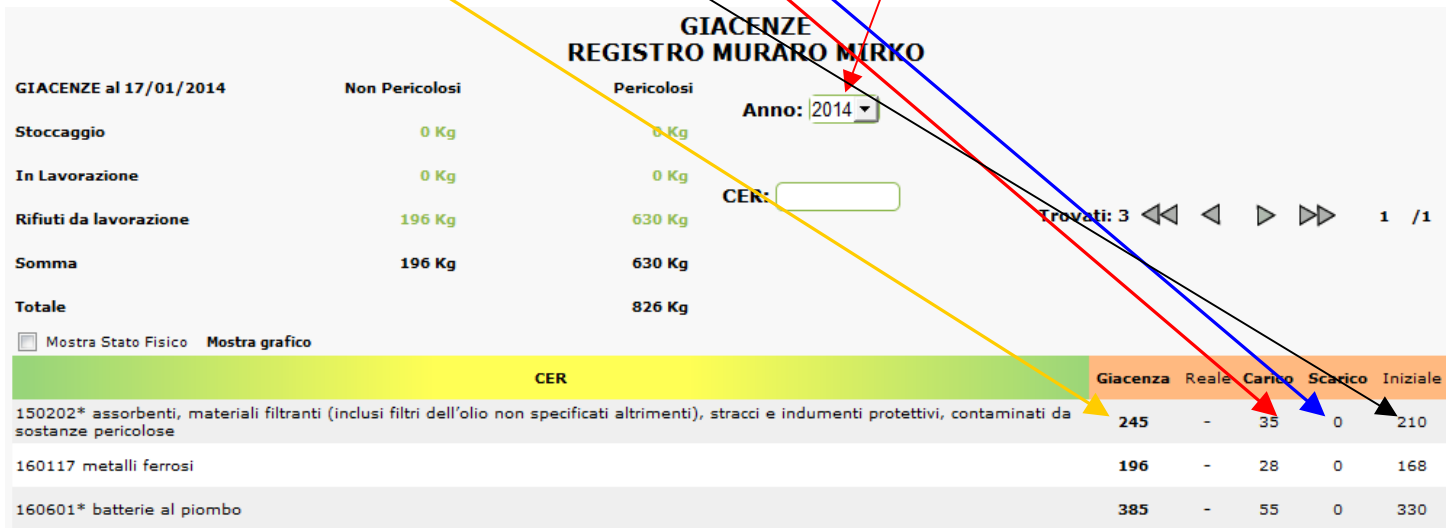 GIACENZE
REGISTRO MURARO MIRKO
GIACENZE al 17/01/2014 Non Pericolosi Pericolosi
Anno: 2014
Stoccaggio 0 Kg 0 Kg
In Lavorazione 0 Kg 0 Kg
CER:
Rifiuti da lavorazione 196 Kg 630 Kg
Trovati: 3 1 /1
Somma 196 Kg 630 Kg
Totale 826 Kg
Mostra Stato Fisico Mostra grafico
CER Giacenza Reale Carico Scarico Iniziale
150202* assorbenti, materiali filtranti (inclusi filtri dell'olio non specificati altrimenti), stracci e indumenti protettivi, contaminati da
sostanze pericolose 245 - 35 0 210
160117 metalli ferrosi 196 - 28 0 168
160601* batterie al piombo 385 - 55 0 330